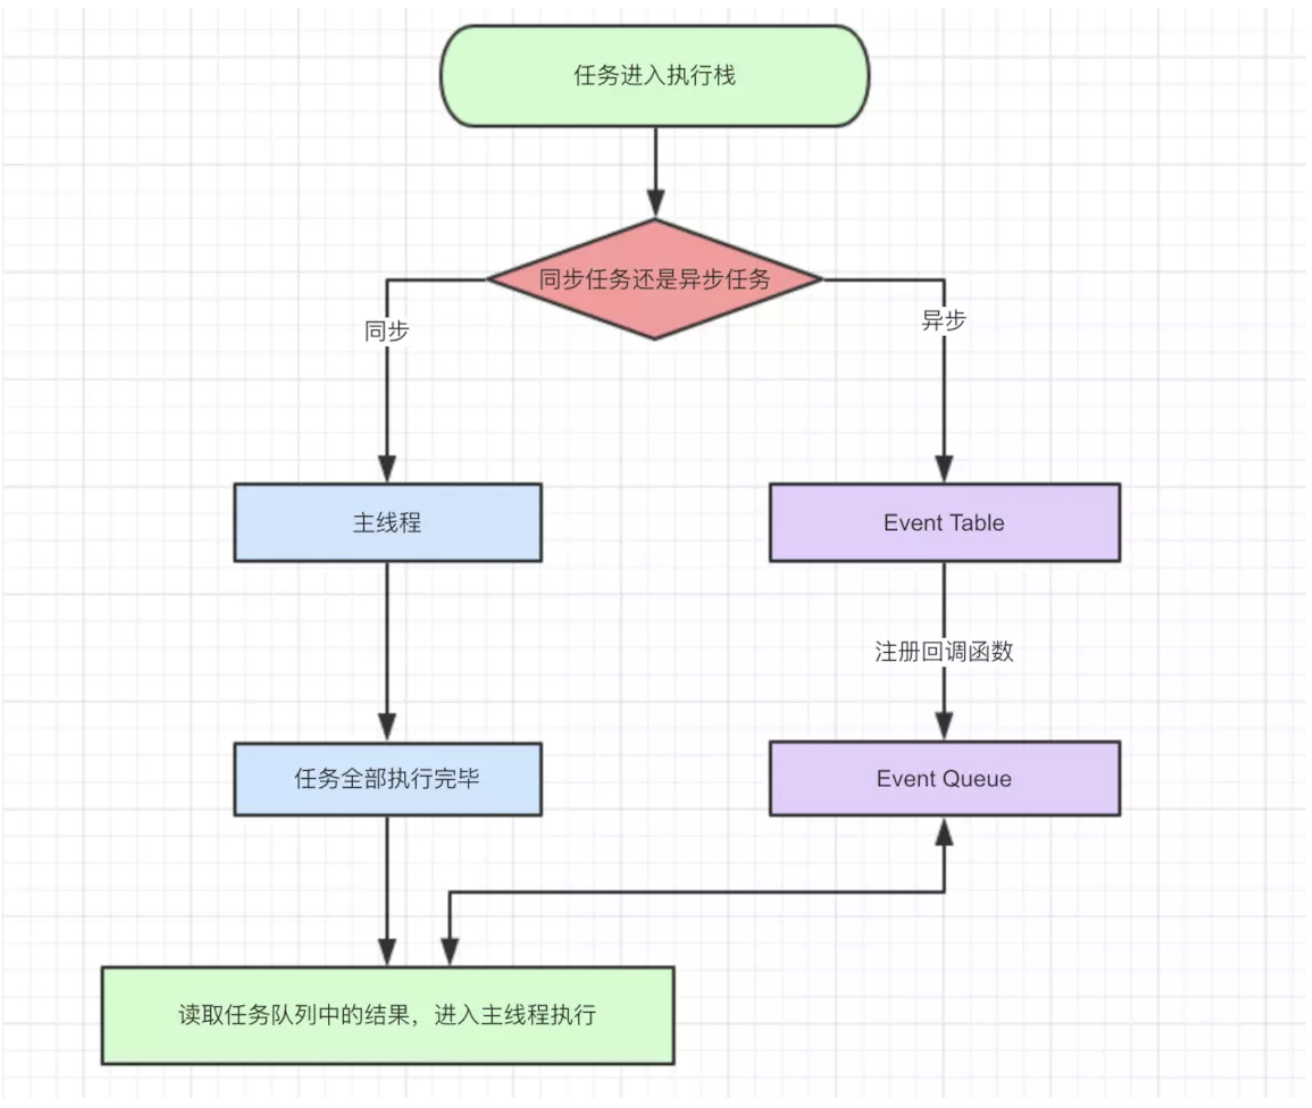 任务进入执行栈
同步任务还是异步任务
同步
异步
主线程
Event Table
注册回调函数
任务全部执行完毕
Event Queue
读取任务队列中的结果，进入主线程执行